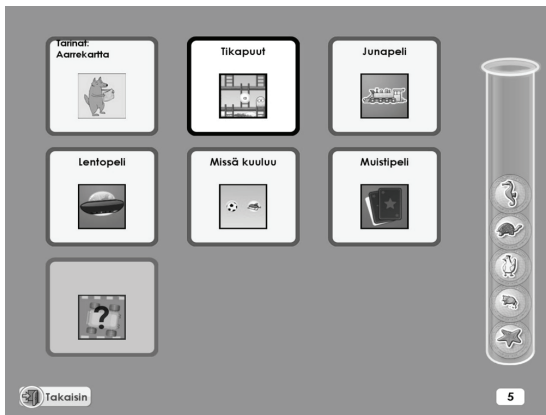 Tarinat:
Aarrekartta
Tikapuut
Junapeli
Lentopeli
Missä kuuluu
Muistipeli
?
Takaisin
5